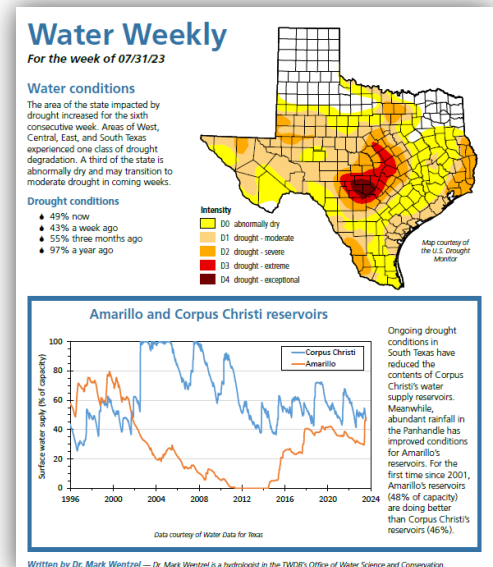 Water Weekly
For the week of 07/31/23
Water conditions
The area of the state impacted by
drought increased for the sixth
consecutive week. Areas of West,
Central, East, and South Texas
experienced one class of drought
degradation. A third of the state is
abnormally dry and may transition to
moderate drought in coming weeks.
Drought conditions
49% now
43% a week ago
55% three months ago
97% a year ago
Intensity
D0 abnormally dry
D1 drought - moderate
D2 drought - severe
D3 drought - extreme
D4 drought - exceptional
Map courtesy of
the U.S. Drought
Monitor
Amarillo and Corpus Christi reservoirs
Surface water suply (% of capacity)
100
80
60
40
20
0
1996 2000 2004 2008 2012 2016 2020 2024
Corpus Christi
Amarillo
Data courtesy of Water Data for Texas
Ongoing drought
conditions in
South Texas have
reduced the
contents of Corpus
Christi's water
supply reservoirs.
Meanwhile,
abundant rainfall in
the Panhandle has
improved conditions
for Amarillo's
reservoirs. For the
first time since 2001,
Amarillo's reservoirs
(48% of capacity)
are doing better
than Corpus Christi's
reservoirs (46%).
Written by Dr. Mark Wentzel — Dr. Mark Wentzel is a hydrologist in the TWDB's Office of Water Science and Conservation.